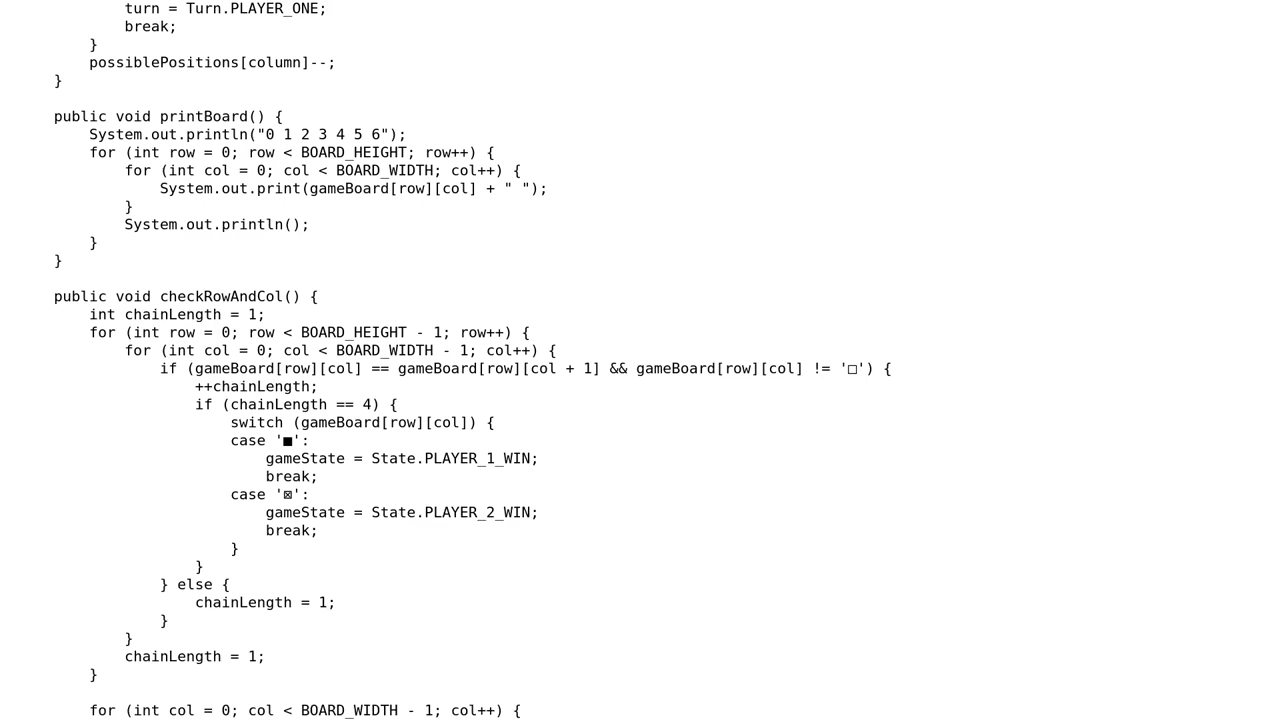 turn = Turn.PLAYER_ONE;
break;
}
possiblePositions[column]--;
}
public void printBoard() {
System.out.println("0 1 2 3 4 5 6");
for (int row = 0; row < BOARD_HEIGHT; row++) {
for (int col = 0; col < BOARD_WIDTH; col++) {
System.out.print(gameBoard[row][col] + " ");
}
System.out.println();
}
}
public void checkRowAndCol() {
int chainLength = 1;
for (int row = 0; row < BOARD_HEIGHT - 1; row++) {
for (int col = 0; col < BOARD_WIDTH - 1; col++) {
if (gameBoard[row][col] == gameBoard[row][col + 1] && gameBoard[row][col] != '□') {
++chainLength;
if (chainLength == 4) {
switch (gameBoard[row][col]) {
case '■':
gameState = State.PLAYER_1_WIN;
break;
case '⊠':
gameState = State.PLAYER_2_WIN;
break;
}
}
} else {
chainLength = 1;
}
}
chainLength = 1;
}
for (int col = 0; col < BOARD_WIDTH - 1; col++) {